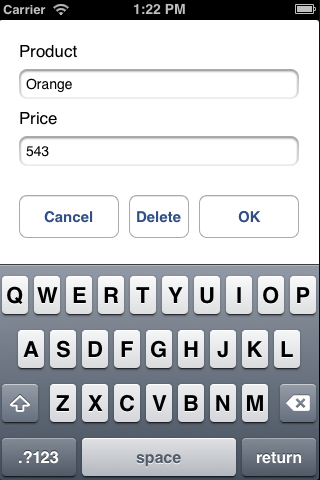 Carrier 1:22 PM
Product
Orange
Price
543
Cancel Delete OK
Q W E R T Y U I O P
A S D F G H J K L
Z X C V B N M
.?123 space return